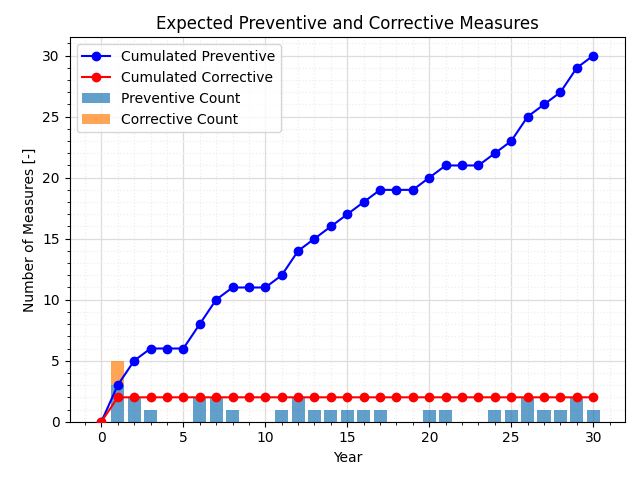 Expected Preventive and Corrective Measures
Cumulated Preventive
Cumulated Corrective
Preventive Count
Corrective Count
Number of Measures [-]
30
25
20
15
10
5
0
0 5 10 15 20 25 30
Year